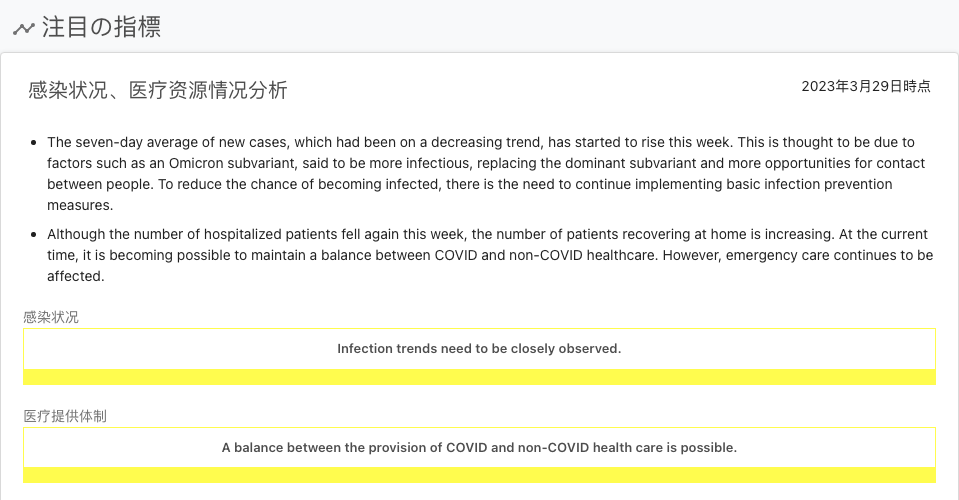 注目の指標
感染状况、医疗资源情况分析
2023年3月29日時点
• The seven-day average of new cases, which had been on a decreasing trend, has started to rise this week. This is thought to be due to
factors such as an Omicron subvariant, said to be more infectious, replacing the dominant subvariant and more opportunities for contact
between people. To reduce the chance of becoming infected, there is the need to continue implementing basic infection prevention
measures.
• Although the number of hospitalized patients fell again this week, the number of patients recovering at home is increasing. At the current
time, it is becoming possible to maintain a balance between COVID and non-COVID healthcare. However, emergency care continues to be
affected.
感染状况
Infection trends need to be closely observed.
医疗提供体制
A balance between the provision of COVID and non-COVID health care is possible.